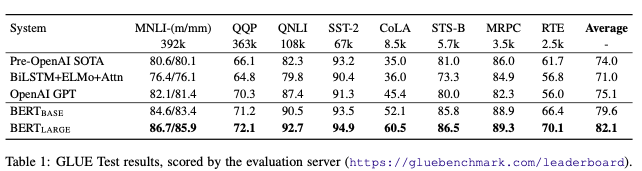 System MNLI-(m/mm) QQP QNLI SST-2 CoLA STS-B MRPC RTE Average
392k 363k 108k 67k 8.5k 5.7k 3.5k 2.5k -
Pre-OpenAI SOTA 80.6/80.1 66.1 82.3 93.2 35.0 81.0 86.0 61.7 74.0
BiLSTM+ELMo+Attn 76.4/76.1 64.8 79.8 90.4 36.0 73.3 84.9 56.8 71.0
OpenAI GPT 82.1/81.4 70.3 87.4 91.3 45.4 80.0 82.3 56.0 75.1
BERTBASE 84.6/83.4 71.2 90.5 93.5 52.1 85.8 88.9 66.4 79.6
BERTLARGE 86.7/85.9 72.1 92.7 94.9 60.5 86.5 89.3 70.1 82.1
Table 1: GLUE Test results, scored by the evaluation server (https://gluebenchmark.com/leaderboard).